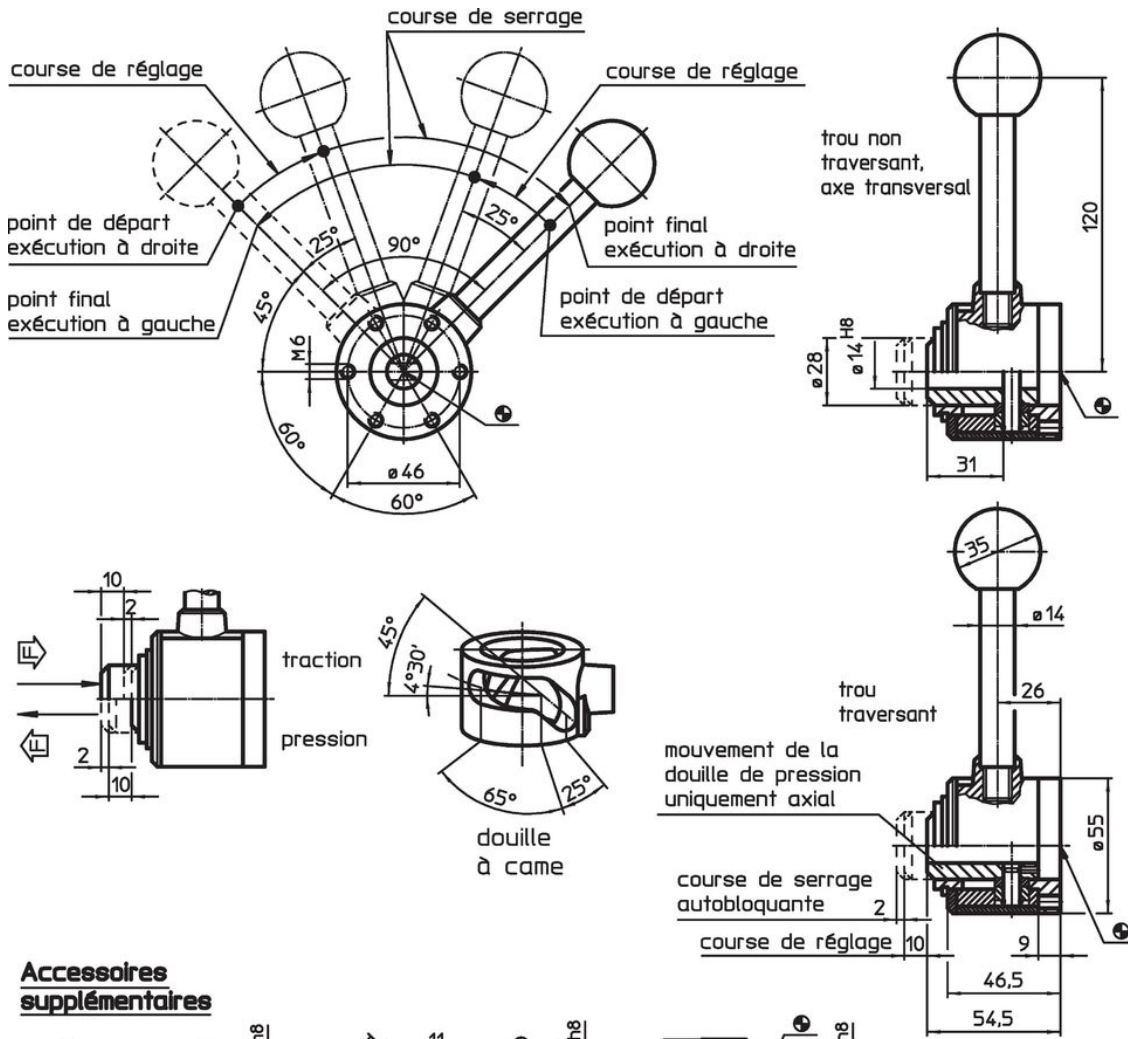 course de serrage
course de réglage
course de réglage
trou non
traversant,
axe transversal
120
point de départ
exécution à droite
25°
90°
25°
point final
exécution à droite
point final
exécution à gauche
45°
point de départ
exécution à gauche
M6
ø28
ø14 H8
60°
ø46
60°
31
35
ø14
10
2
F
traction
F
pression
2
10
45°
4°30'
65°
25°
douille
à came
26
trou
traversant
mouvement de la
douille de pression
uniquement axial
ø55
course de serrage
autobloquante
2
course de réglage
10
9
46,5
54,5
Accessoires
supplémentaires
h8
11
h8
h8